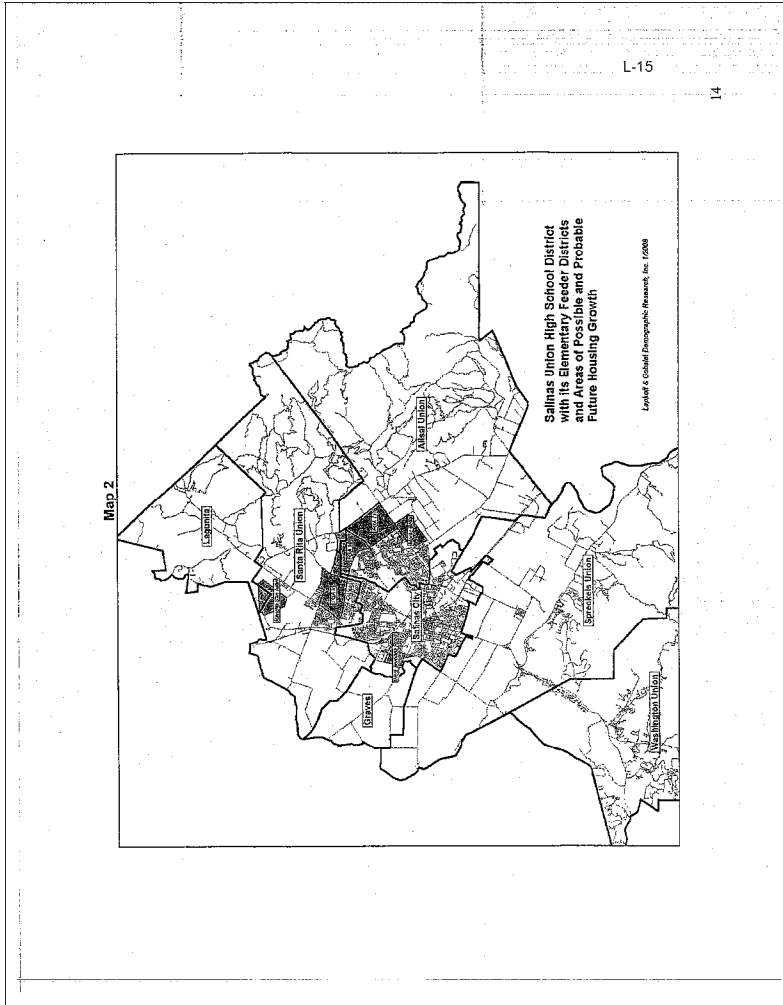 L-15
14
Map 2
Lagunita
Santa Rita Union
Alisal Union
Salinas City
Graves
Spreckels Union
Washington Union
Salinas Union High School District
with its Elementary Feeder Districts
and Areas of Possible and Probable
Future Housing Growth
Lapkoff & Gobalet Demographic Research, Inc. 1/2008